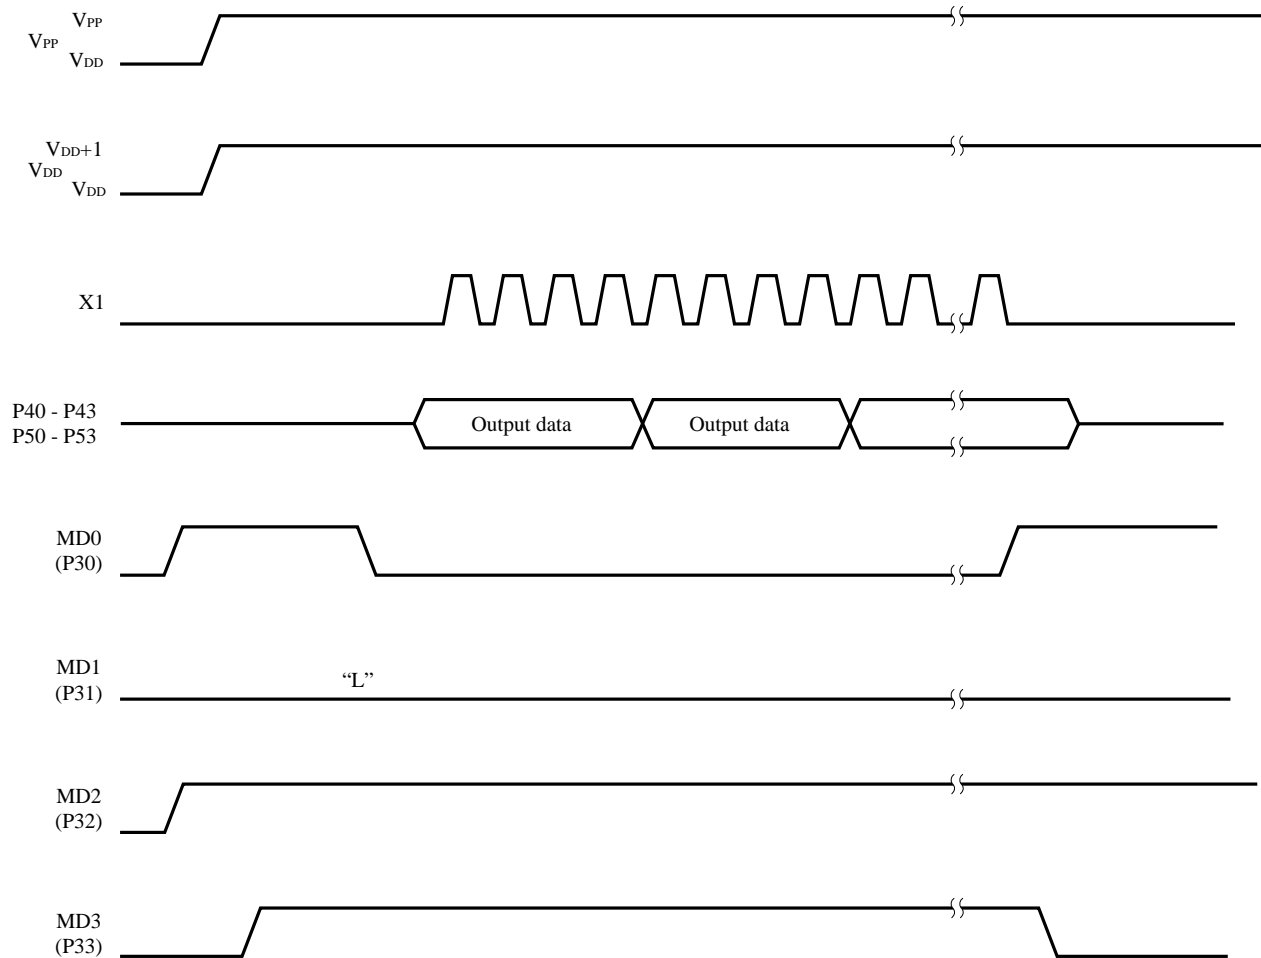 VPP
VPP
VDD
VDD+1
VDD
VDD
X1
P40 - P43
P50 - P53
Output data
Output data
MD0
(P30)
MD1
(P31)
“L”
MD2
(P32)
MD3
(P33)